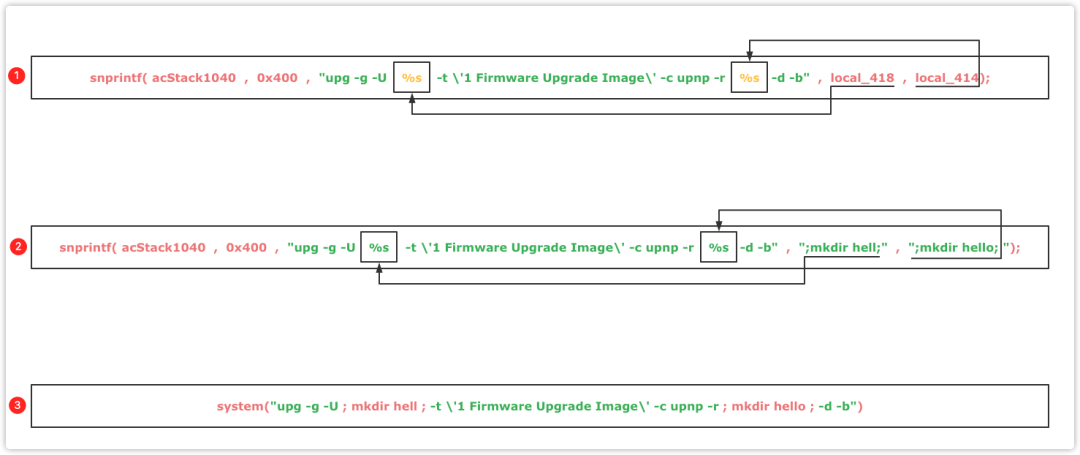 1 snprintf( acStack1040 , 0x400 , "upg -g -U %s -t \'1 Firmware Upgrade Image\' -c upnp -r %s -d -b" , local_418 , local_414);
2 snprintf( acStack1040 , 0x400 , "upg -g -U %s -t \'1 Firmware Upgrade Image\' -c upnp -r %s -d -b" , ";mkdir hell;" , ";mkdir hello; ");
3 system("upg -g -U ; mkdir hell ; -t \'1 Firmware Upgrade Image\' -c upnp -r ; mkdir hello ; -d -b")